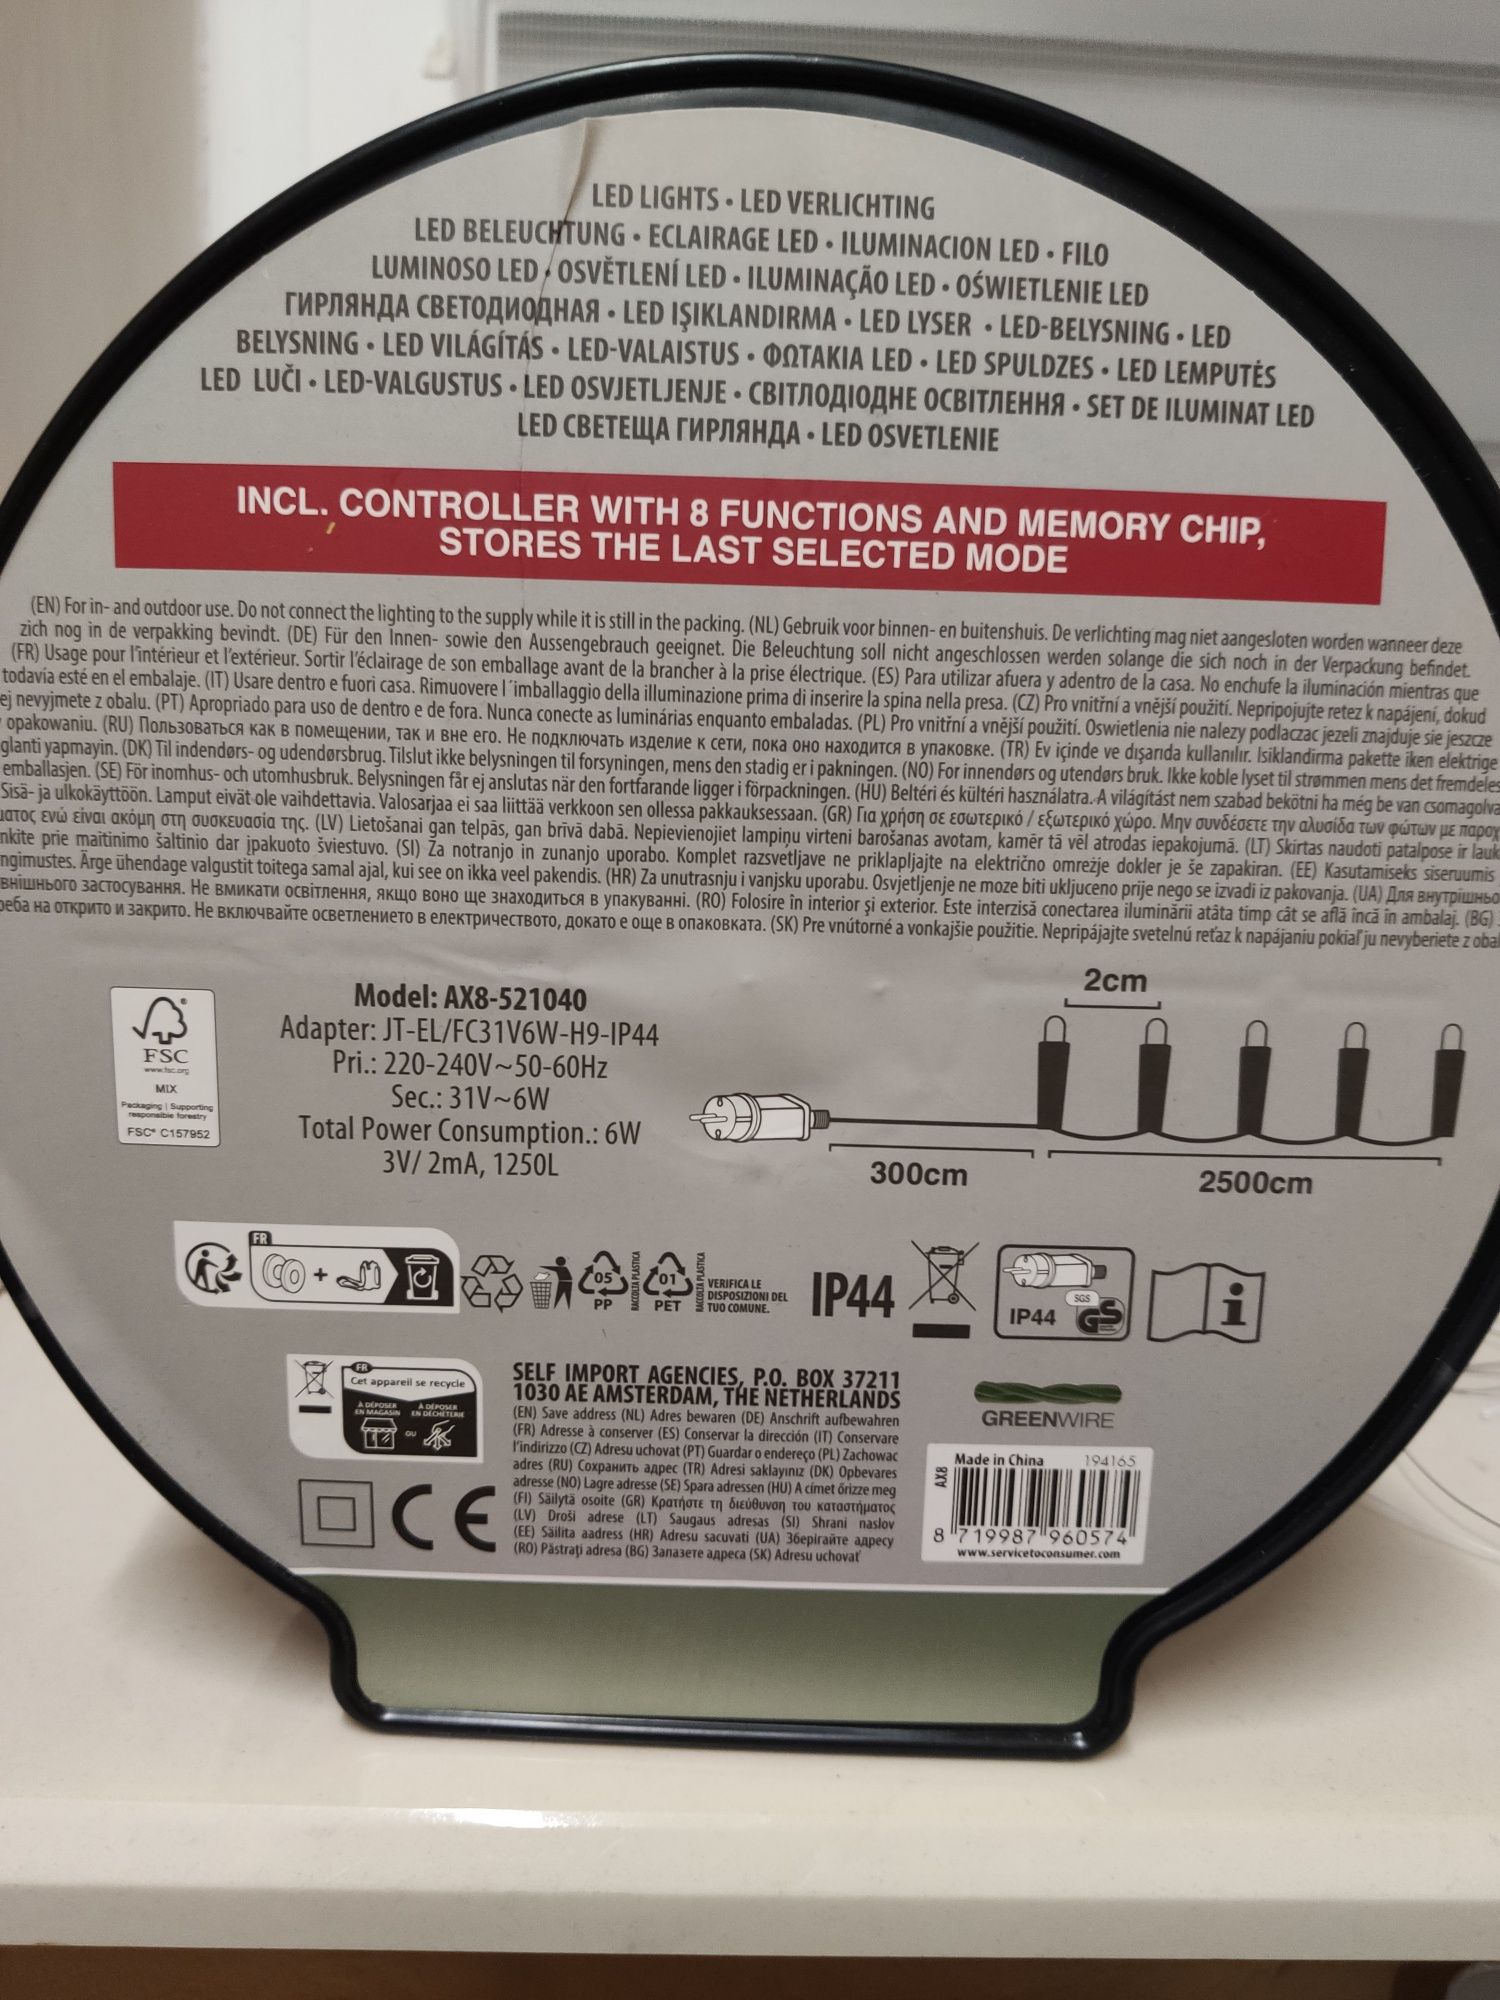 LED LIGHTS • LED VERLICHTING
LED BELEUCHTUNG • ECLAIRAGE LED • ILUMINACION LED • FILO
LUMINOSO LED • OSVĚTLENÍ LED • ILUMINAÇÃO LED • OŚWIETLENIE LED
ГИРЛЯНДА СВЕТОДИОДНАЯ • LED IŞIKLANDIRMA • LED LYSER • LED-BELYSNING • LED
BELYSNING • LED VILÁGÍTÁS • LED-VALAISTUS • ΦΩΤΑΚΙΑ LED • LED SPULDZES • LED LEMPUTĖS
LED LUČI • LED-VALGUSTUS • LED OSVJETLJENJE • СВІТЛОДІОДНЕ ОСВІТЛЕННЯ • SET DE ILUMINAT LED
LED СВЕТЕЩА ГИРЛЯНДА • LED OSVETLENIE
INCL. CONTROLLER WITH 8 FUNCTIONS AND MEMORY CHIP,
STORES THE LAST SELECTED MODE
(EN) For in- and outdoor use. Do not connect the lighting to the supply while it is still in the packing. (NL) Gebruik voor binnen- en buitenshuis. De verlichting mag niet aangesloten worden wanneer deze
zich nog in de verpakking bevindt. (DE) Für den Innen- sowie den Aussengebrauch geeignet. Die Beleuchtung soll nicht angeschlossen werden solange die sich noch in der Verpackung befindet.
(FR) Usage pour l'intérieur et l'extérieur. Sortir l'éclairage de son emballage avant de la brancher à la prise électrique. (ES) Para utilizar afuera y adentro de la casa. No enchufe la iluminación mientras que
todavía esté en el embalaje. (IT) Usare dentro e fuori casa. Rimuovere l´imballaggio della illuminazione prima di inserire la spina nella presa. (CZ) Pro vnitřní a vnější použití. Nepripojujte retez k napájení, dokud
ej nevyjmete z obalu. (PT) Apropriado para uso de dentro e de fora. Nunca conecte as luminárias enquanto embaladas. (PL) Pro vnitřní a vnější použití. Oswietlenia nie nalezy podlaczac jezeli znajduje sie jeszcze
opakowaniu. (RU) Пользоваться как в помещении, так и вне его. Не подключать изделие к сети, пока оно находится в упаковке. (TR) Ev içinde ve dışarıda kullanılır. Isiklandirma pakette iken elektrige
glanti yapmayin. (DK) Til indendørs- og udendørsbrug. Tilslut ikke belysningen til forsyningen, mens den stadig er i pakningen. (NO) For innendørs og utendørs bruk. Ikke koble lyset til strømmen mens det fremdeles
emballasjen. (SE) För inomhus- och utomhusbruk. Belysningen får ej anslutas när den fortfarande ligger i förpackningen. (HU) Beltéri és kültéri használatra. A világítást nem szabad bekötni ha még be van csomagolva
Sisä- ja ulkokäyttöön. Lamput eivät ole vaihdettavia. Valosarjaa ei saa liittää verkkoon sen ollessa pakkauksessaan. (GR) Για χρήση σε εσωτερικό / εξωτερικό χώρο. Μην συνδέσετε την αλυσίδα των φώτων με παροχ
ματος ενώ είναι ακόμη στη συσκευασία της. (LV) Lietošanai gan telpās, gan brīvā dabā. Nepievienojiet lampiņu virteni barošanas avotam, kamēr tā vēl atrodas iepakojumā. (LT) Skirtas naudoti patalpose ir lauk
nkite prie maitinimo šaltinio dar įpakuoto šviestuvo. (SI) Za notranjo in zunanjo uporabo. Komplet razsvetljave ne priklapljajte na električno omrežje dokler je še zapakiran. (EE) Kasutamiseks siseruumis
ngimustes. Ärge ühendage valgustit toitega samal ajal, kui see on ikka veel pakendis. (HR) Za unutrasnju i vanjsku uporabu. Osvjetljenje ne moze biti ukljuceno prije nego se izvadi iz pakovanja. (UA) Для внутрішньо
внішнього застосування. Не вмикати освітлення, якщо воно ще знаходиться в упакуванні. (RO) Folosire în interior şi exterior. Este interzisă conectarea iluminării atâta timp cât se află încă în ambalaj. (BG)
реба на открито и закрито. Не включвайте осветлението в електричеството, докато е още в опаковката. (SK) Pre vnútorné a vonkajšie použitie. Nepripájajte svetelnú reťaz k napájaniu pokiaľ ju nevyberiete z obal
FSC
www.fsc.org
MIX
Packaging | Supporting
responsible forestry
FSC® C157952
Model: AX8-521040
Adapter: JT-EL/FC31V6W-H9-IP44
Pri.: 220-240V~50-60Hz
Sec.: 31V~6W
Total Power Consumption.: 6W
3V/ 2mA, 1250L
2cm
300cm
2500cm
FR
+
05
PP
RACCOLTA PLASTICA
01
PET
RACCOLTA PLASTICA
VERIFICA LE
DISPOSIZIONI DEL
TUO COMUNE.
IP44
IP44
SGS
GS
i
FR
Cet appareil se recycle
À DÉPOSER
EN MAGASIN
OU
À DÉPOSER
EN DÉCHÈTERIE
CE
SELF IMPORT AGENCIES, P.O. BOX 37211
1030 AE AMSTERDAM, THE NETHERLANDS
(EN) Save address (NL) Adres bewaren (DE) Anschrift aufbewahren
(FR) Adresse à conserver (ES) Conservar la dirección (IT) Conservare
l'indirizzo (CZ) Adresu uchovat (PT) Guardar o endereço (PL) Zachowac
adres (RU) Сохранить адрес (TR) Adresi saklayınız (DK) Opbevares
adresse (NO) Lagre adresse (SE) Spara adressen (HU) A címet őrizze meg
(FI) Säilytä osoite (GR) Κρατήστε τη διεύθυνση του καταστήματος
(LV) Droši adrese (LT) Saugaus adresas (SI) Shrani naslov
(EE) Säilita aadress (HR) Adresu sacuvati (UA) Зберігайте адресу
(RO) Păstraţi adresa (BG) Запазете адреса (SK) Adresu uchovať
GREENWIRE
Made in China 194165
AX8
8 719987 960574
www.servicetoconsumer.com